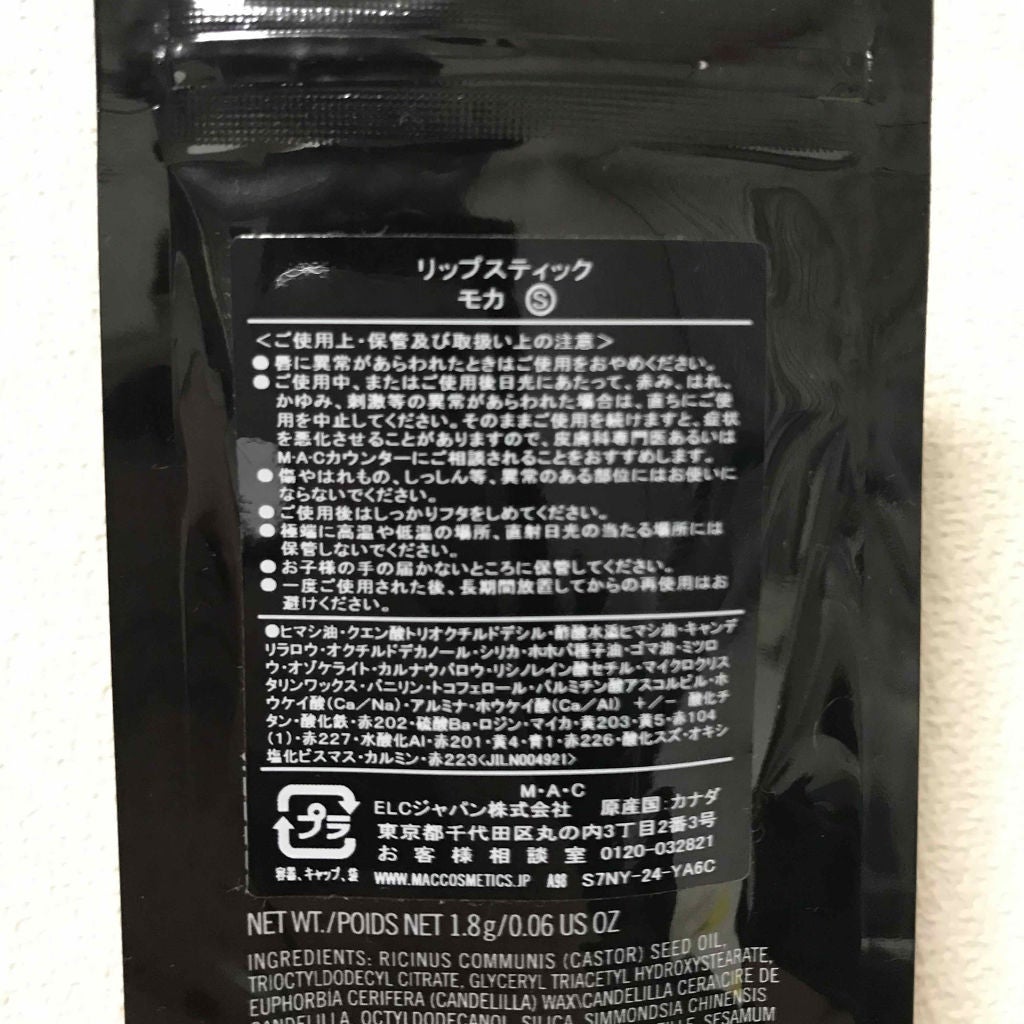 リップスティック
モカ Ⓢ
＜ご使用上・保管及び取扱い上の注意＞
●唇に異常があらわれたときはご使用をおやめください。
●ご使用中、またはご使用後日光にあたって、赤み、はれ、
かゆみ、刺激等の異常があらわれた場合は、直ちにご使
用を中止してください。そのままご使用を続けますと、症状
を悪化させることがありますので、皮膚科専門医あるいは
M・A・Cカウンターにご相談されることをおすすめします。
●傷やはれもの、しっしん等、異常のある部位にはお使いに
ならないでください。
●ご使用後はしっかりフタをしめてください。
●極端に高温や低温の場所、直射日光の当たる場所には
保管しないでください。
●お子様の手の届かないところに保管してください。
●一度ご使用された後、長期間放置してからの再使用はお
避けください。
●ヒマシ油・クエン酸トリオクチルドデシル・酢酸水添ヒマシ油・キャンデ
リラロウ・オクチルドデカノール・シリカ・ホホバ種子油・ゴマ油・ミツロ
ウ・オゾケライト・カルナウバロウ・リシノレイン酸セチル・マイクロクリス
タリンワックス・バニリン・トコフェロール・パルミチン酸アスコルビル・ホ
ウケイ酸(Ca/Na)・アルミナ・ホウケイ酸(Ca/Al) +/- 酸化チ
タン・酸化鉄・赤202・硫酸Ba・ロジン・マイカ・黄203・黄5・赤104
(1)・赤227・水酸化Al・赤201・黄4・青1・赤226・酸化スズ・オキシ
塩化ビスマス・カルミン・赤223<JILN004921>
M・A・C
ELCジャパン株式会社 原産国:カナダ
プラ
東京都千代田区丸の内3丁目2番3号
お客様相談室 0120-032821
容器、キャップ、袋 WWW.MACCOSMETICS.JP A98 S7NY-24-YA6C
NET WT./POIDS NET 1.8g/0.06 US OZ
INGREDIENTS: RICINUS COMMUNIS (CASTOR) SEED OIL,
TRIOCTYLDODECYL CITRATE, GLYCERYL TRIACETYL HYDROXYSTEARATE,
EUPHORBIA CERIFERA (CANDELILLA) WAX\CANDELILLA CERA\CIRE DE
CANDELILLA, OCTYLDODECANOL, SILICA, SIMMONDSIA CHINENSIS
SESAMUM